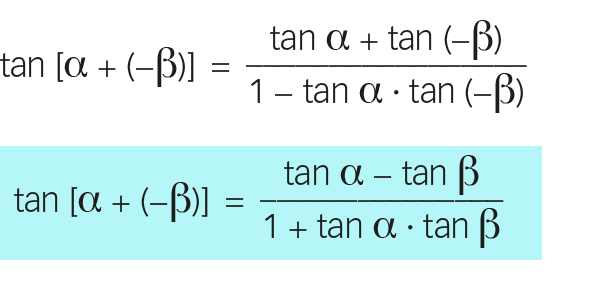 tan [α + (–β)] = (tan α + tan (–β)) / (1 – tan α · tan (–β))
tan [α + (–β)] = (tan α – tan β) / (1 + tan α · tan β)